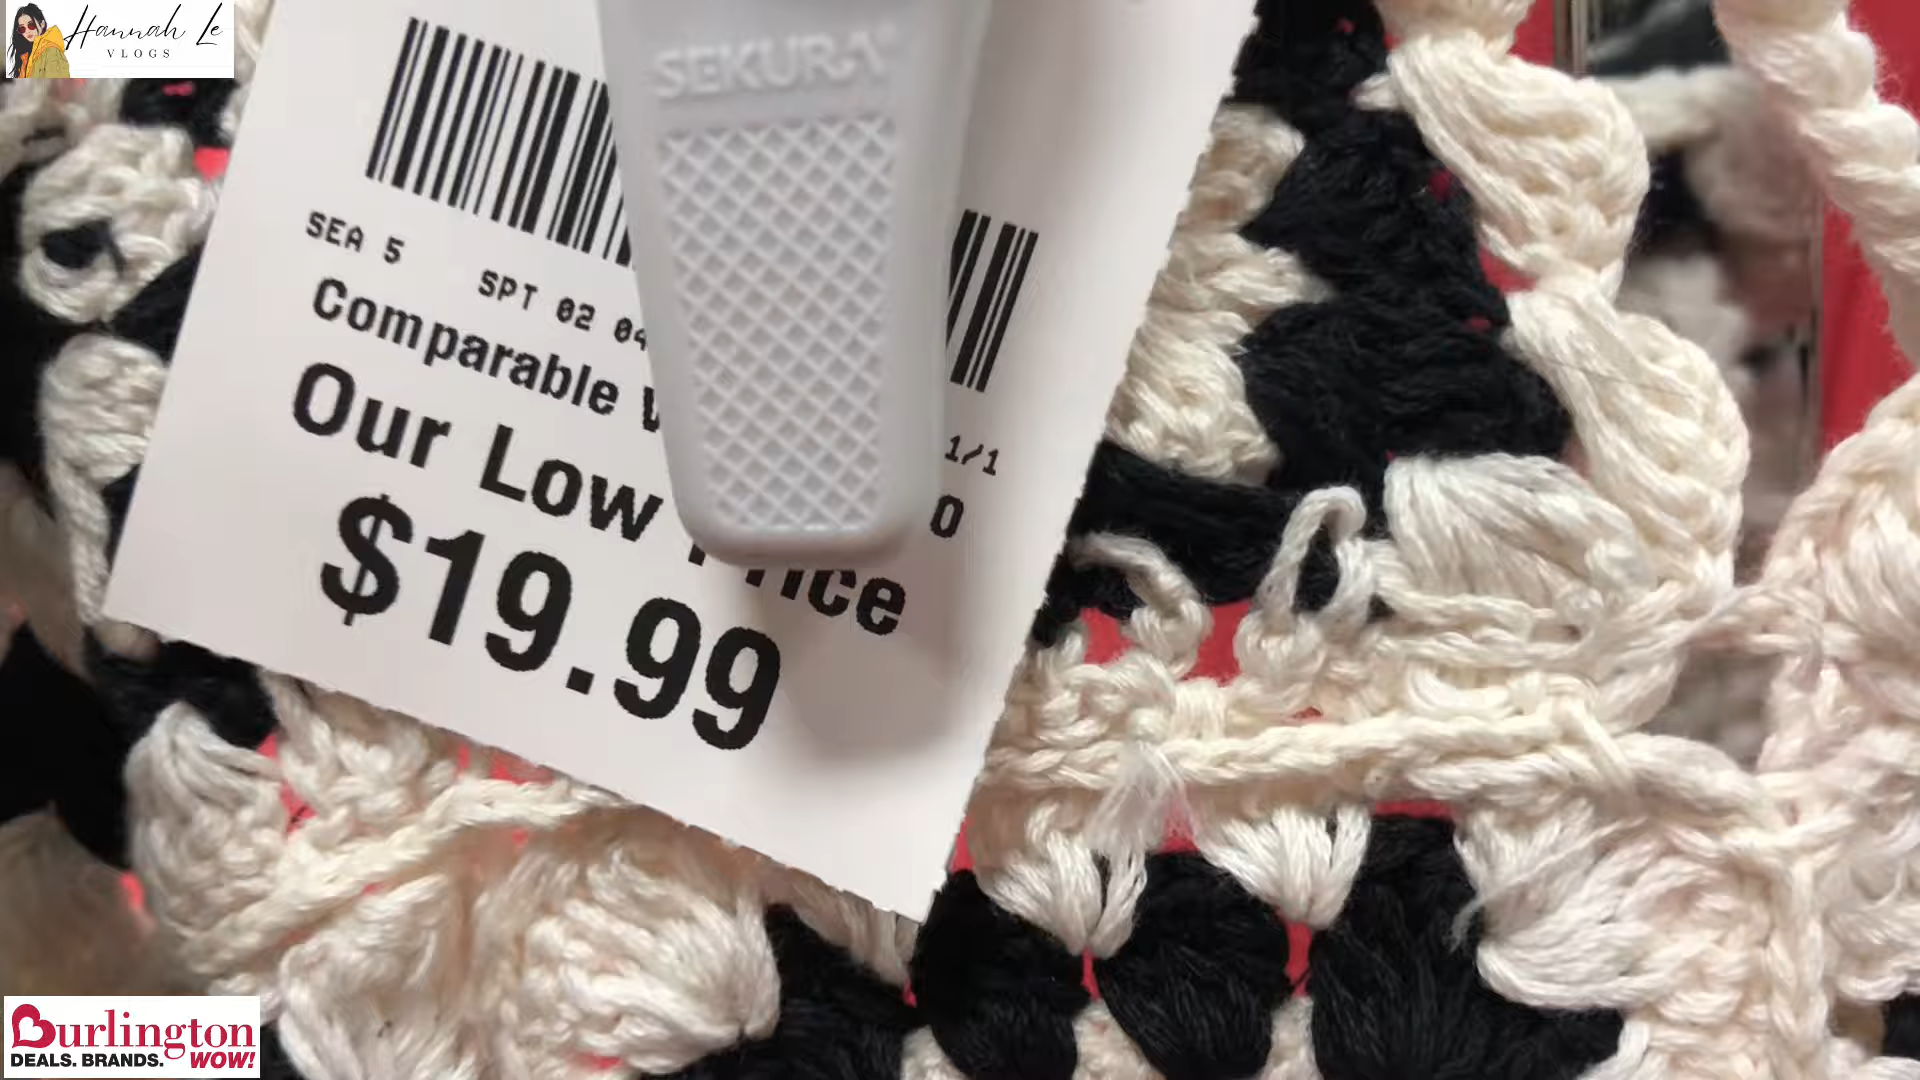 Hannah Le
VLOGS
SEKURA
SEA 5 SPT 02 04 1/1
Comparable
Our Low Price
$19.99
Burlington
DEALS. BRANDS. WOW!